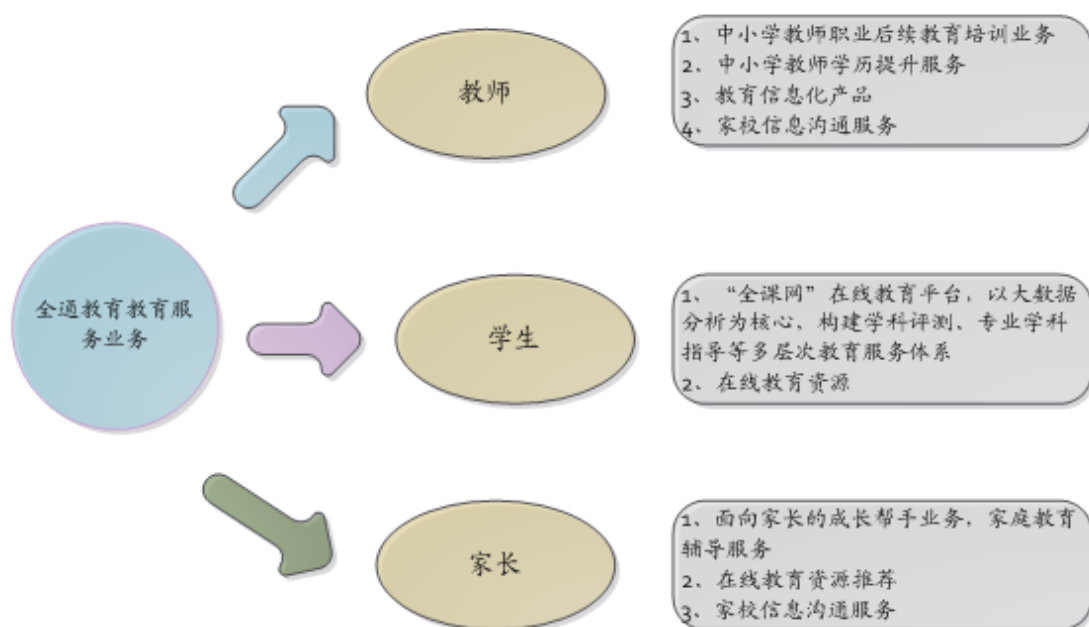 教师
1、中小学教师职业后续教育培训业务
2、中小学教师学历提升服务
3、教育信息化产品
4、家校信息沟通服务
全通教育教育服
务业务
学生
1、“全课网”在线教育平台，以大数据
分析为核心，构建学科评测、专业学科
指导等多层次教育服务体系
2、在线教育资源
家长
1、面向家长的成长帮手业务，家庭教育
辅导服务
2、在线教育资源推荐
3、家校信息沟通服务